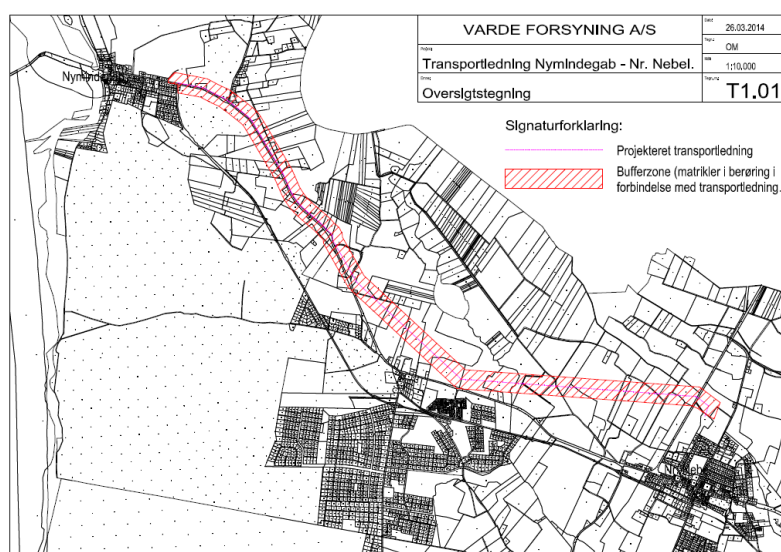 VARDE FORSYNING A/S
Transportledning Nymindegab - Nr. Nebel.
Oversigtstegning
26.03.2014
OM
1:10.000
T1.01
Signaturforklaring:
Projekteret transportledning
Bufferzone (matrikler i berøring i
forbindelse med transportledning.